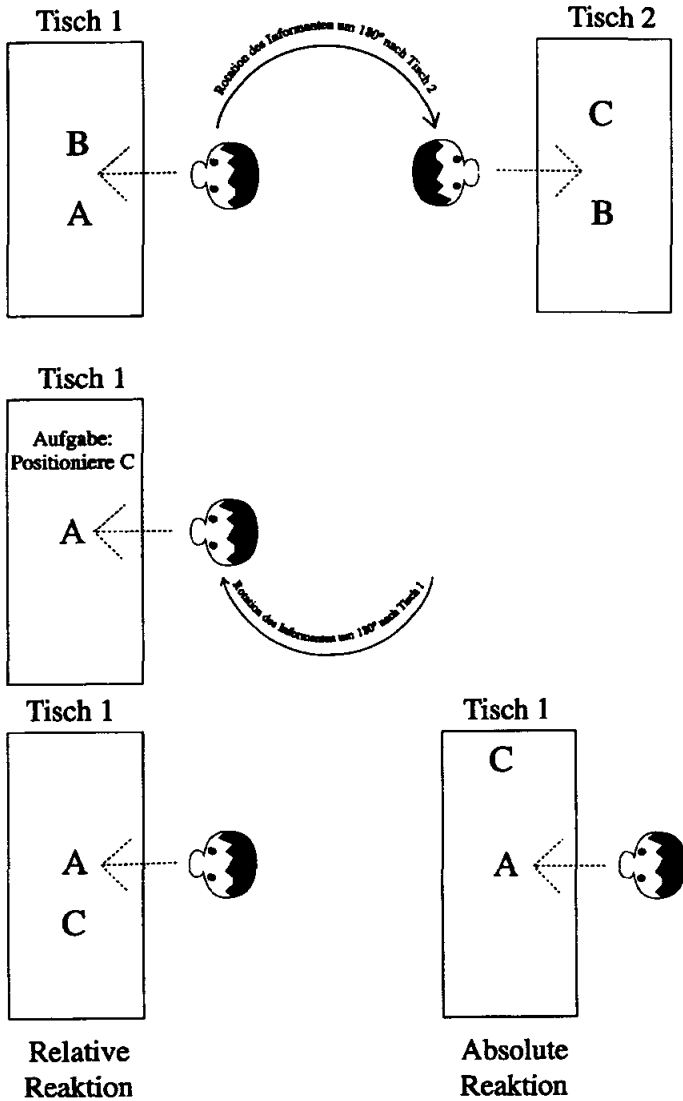 Tisch 1
Rotation des Informanten um 180° nach Tisch 2
Tisch 2
B
A
C
B
Tisch 1
Aufgabe:
Positioniere C
A
Rotation des Informanten um 180° nach Tisch 1
Tisch 1
A
C
Relative
Reaktion
Tisch 1
C
A
Absolute
Reaktion